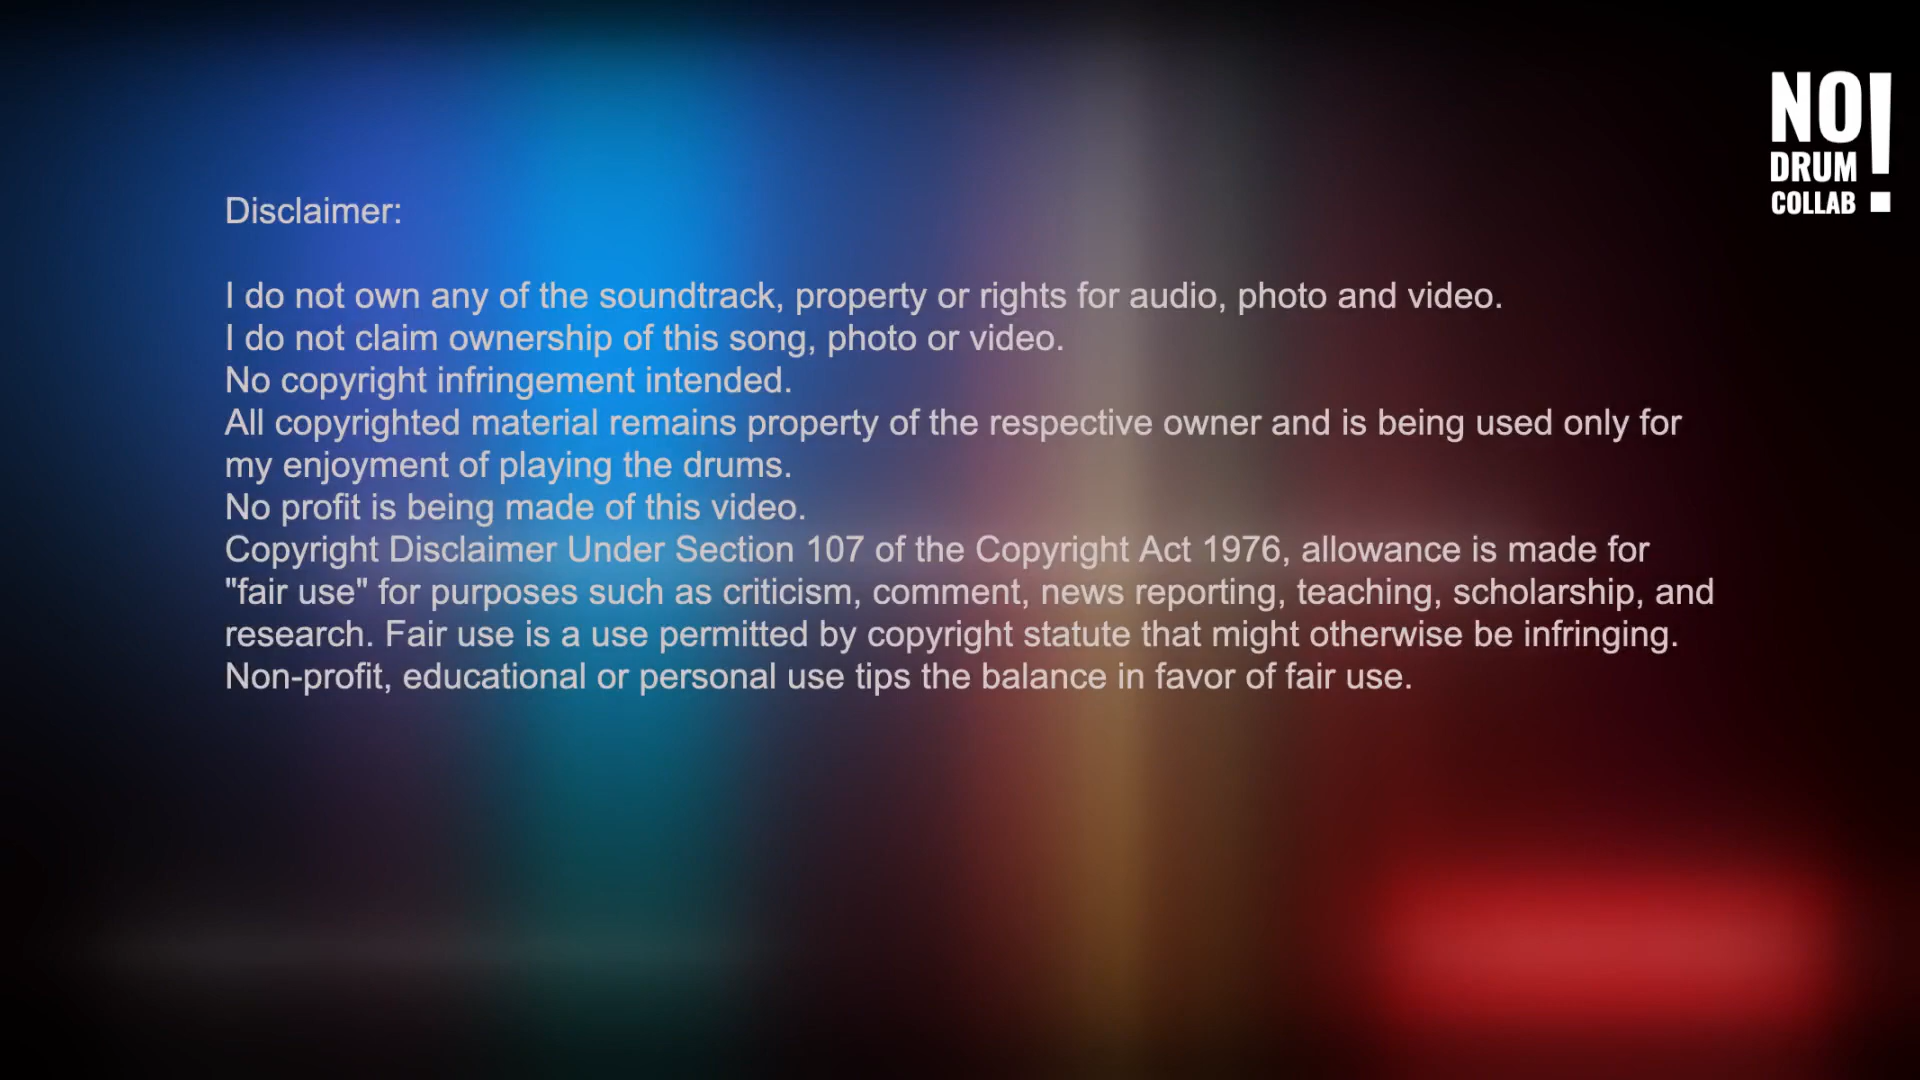 NO!
DRUM
COLLAB
Disclaimer:
I do not own any of the soundtrack, property or rights for audio, photo and video.
I do not claim ownership of this song, photo or video.
No copyright infringement intended.
All copyrighted material remains property of the respective owner and is being used only for
my enjoyment of playing the drums.
No profit is being made of this video.
Copyright Disclaimer Under Section 107 of the Copyright Act 1976, allowance is made for
"fair use" for purposes such as criticism, comment, news reporting, teaching, scholarship, and
research. Fair use is a use permitted by copyright statute that might otherwise be infringing.
Non-profit, educational or personal use tips the balance in favor of fair use.